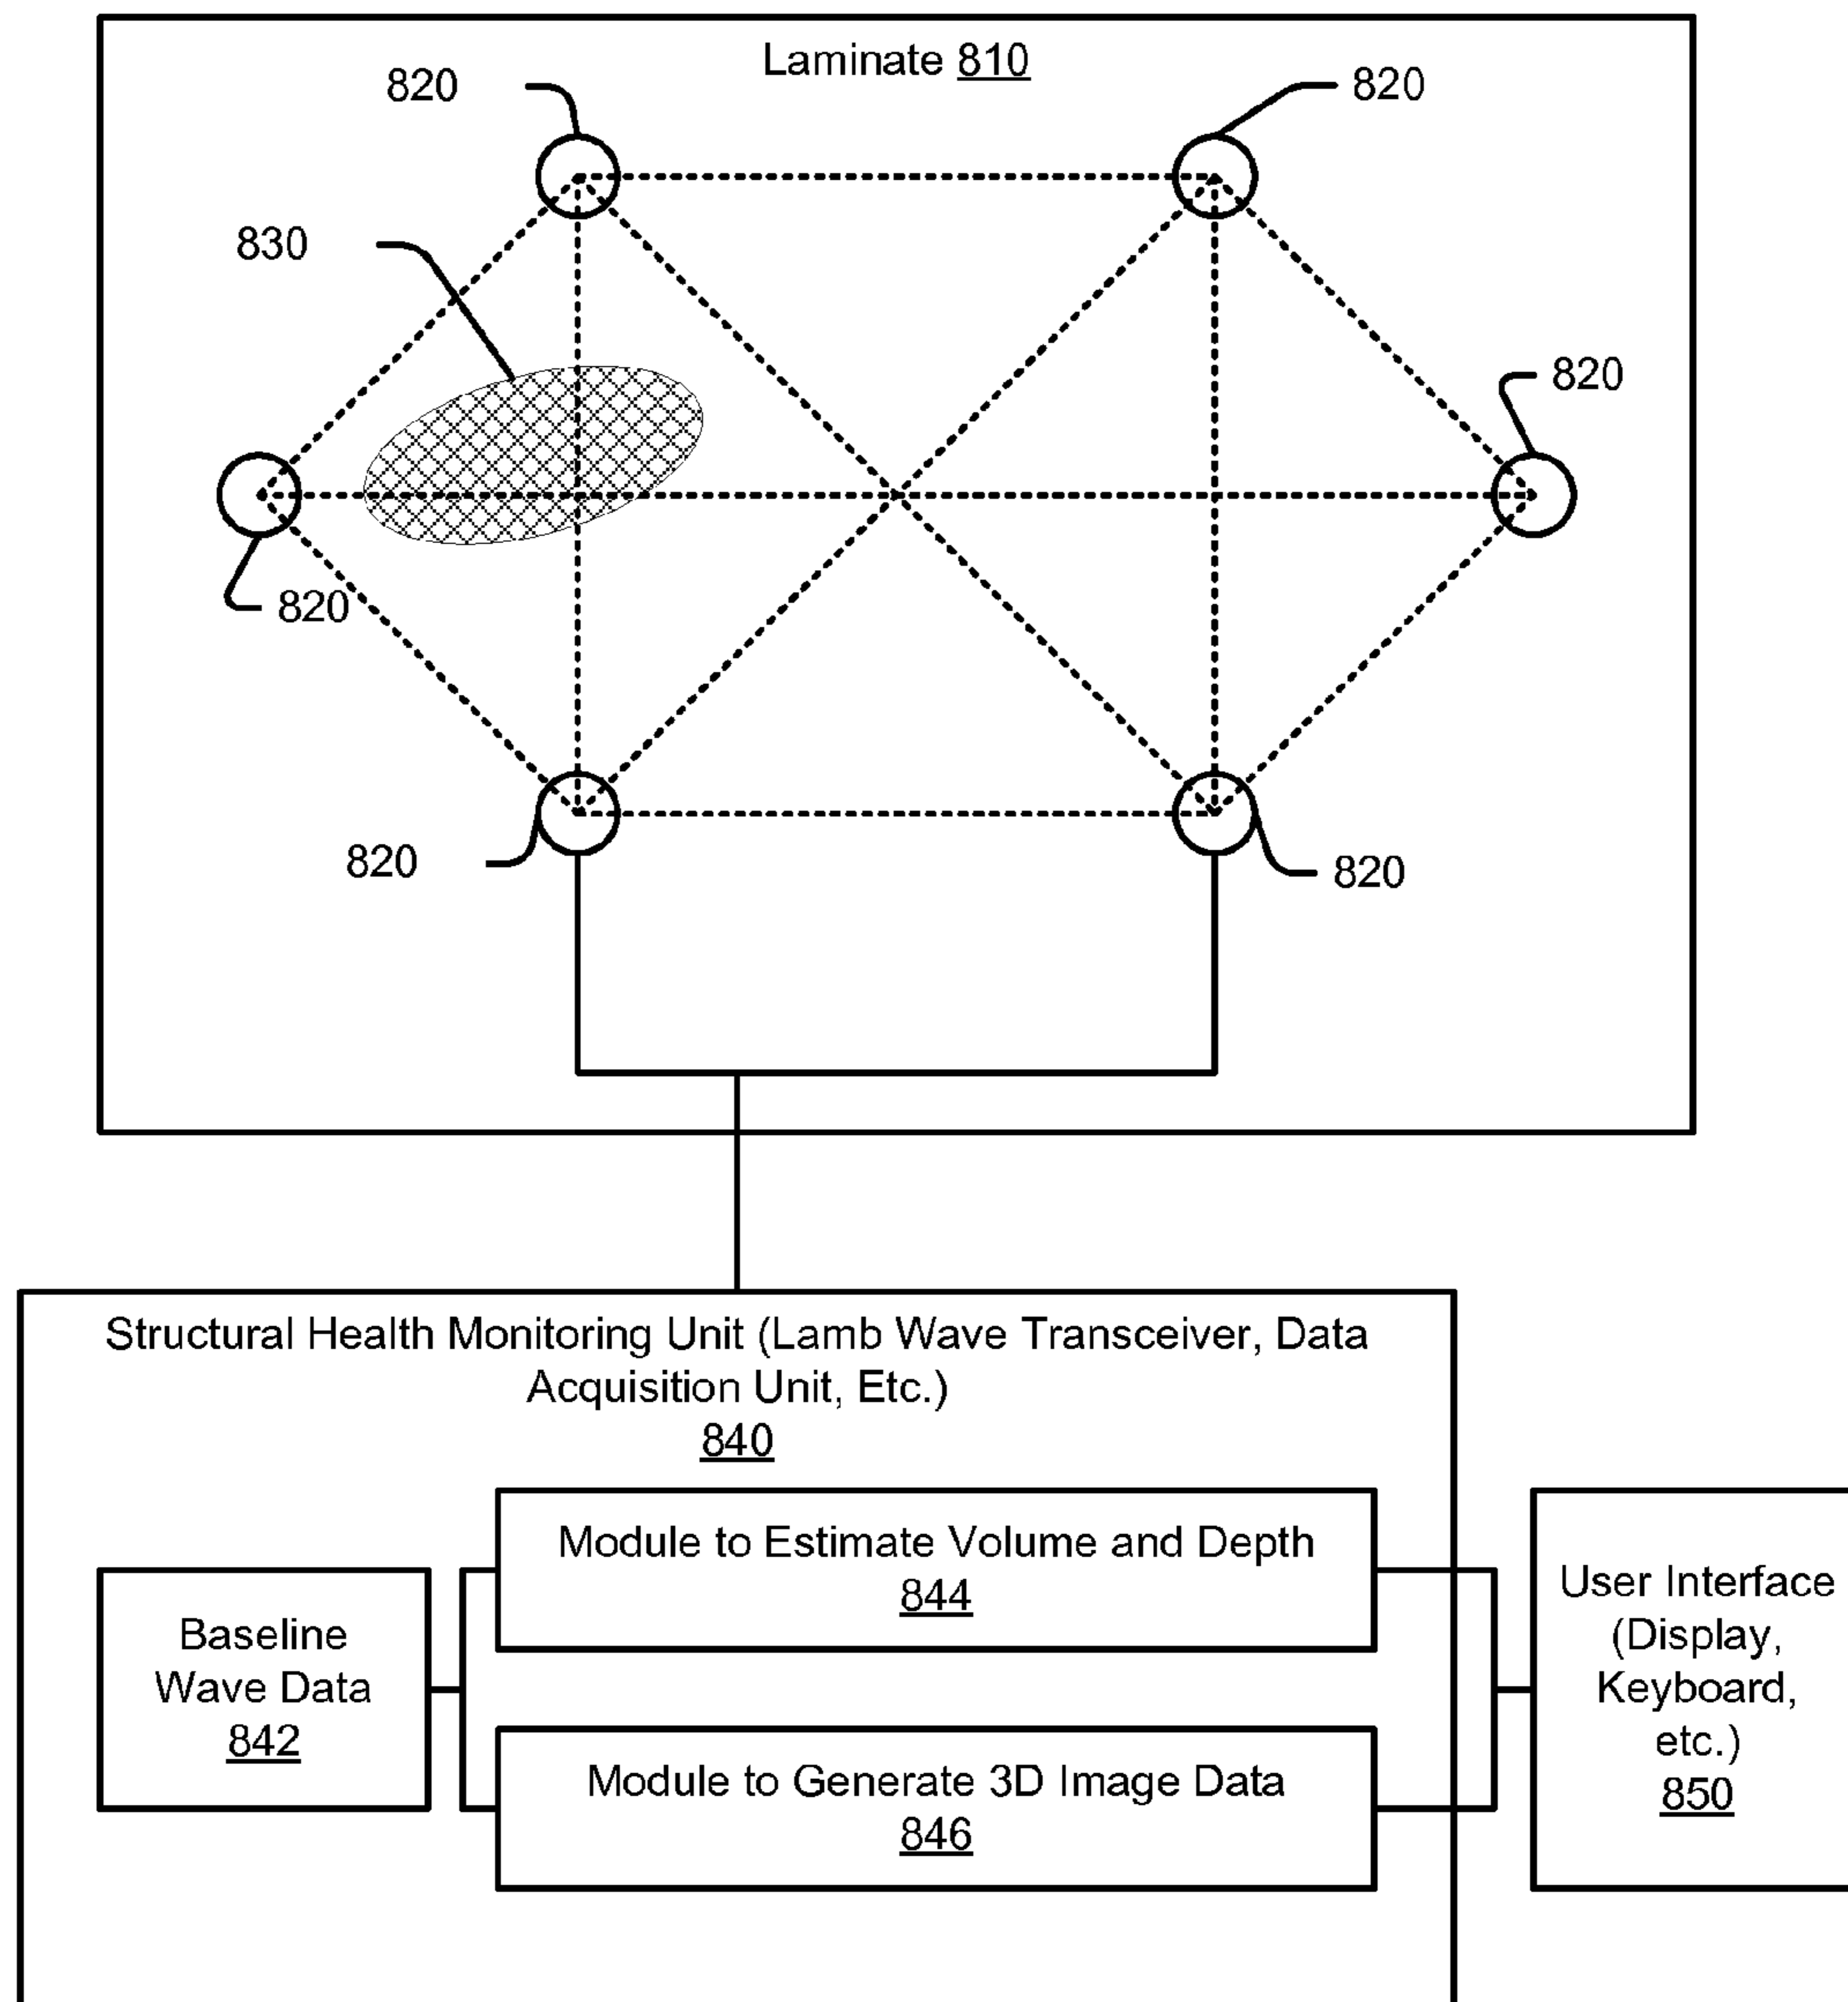 Laminate 810
820
820
830
820
820
820
820
Structural Health Monitoring Unit (Lamb Wave Transceiver, Data
Acquisition Unit, Etc.)
840
Module to Estimate Volume and Depth
844
Baseline
Wave Data
842
Module to Generate 3D Image Data
846
User Interface
(Display,
Keyboard,
etc.)
850